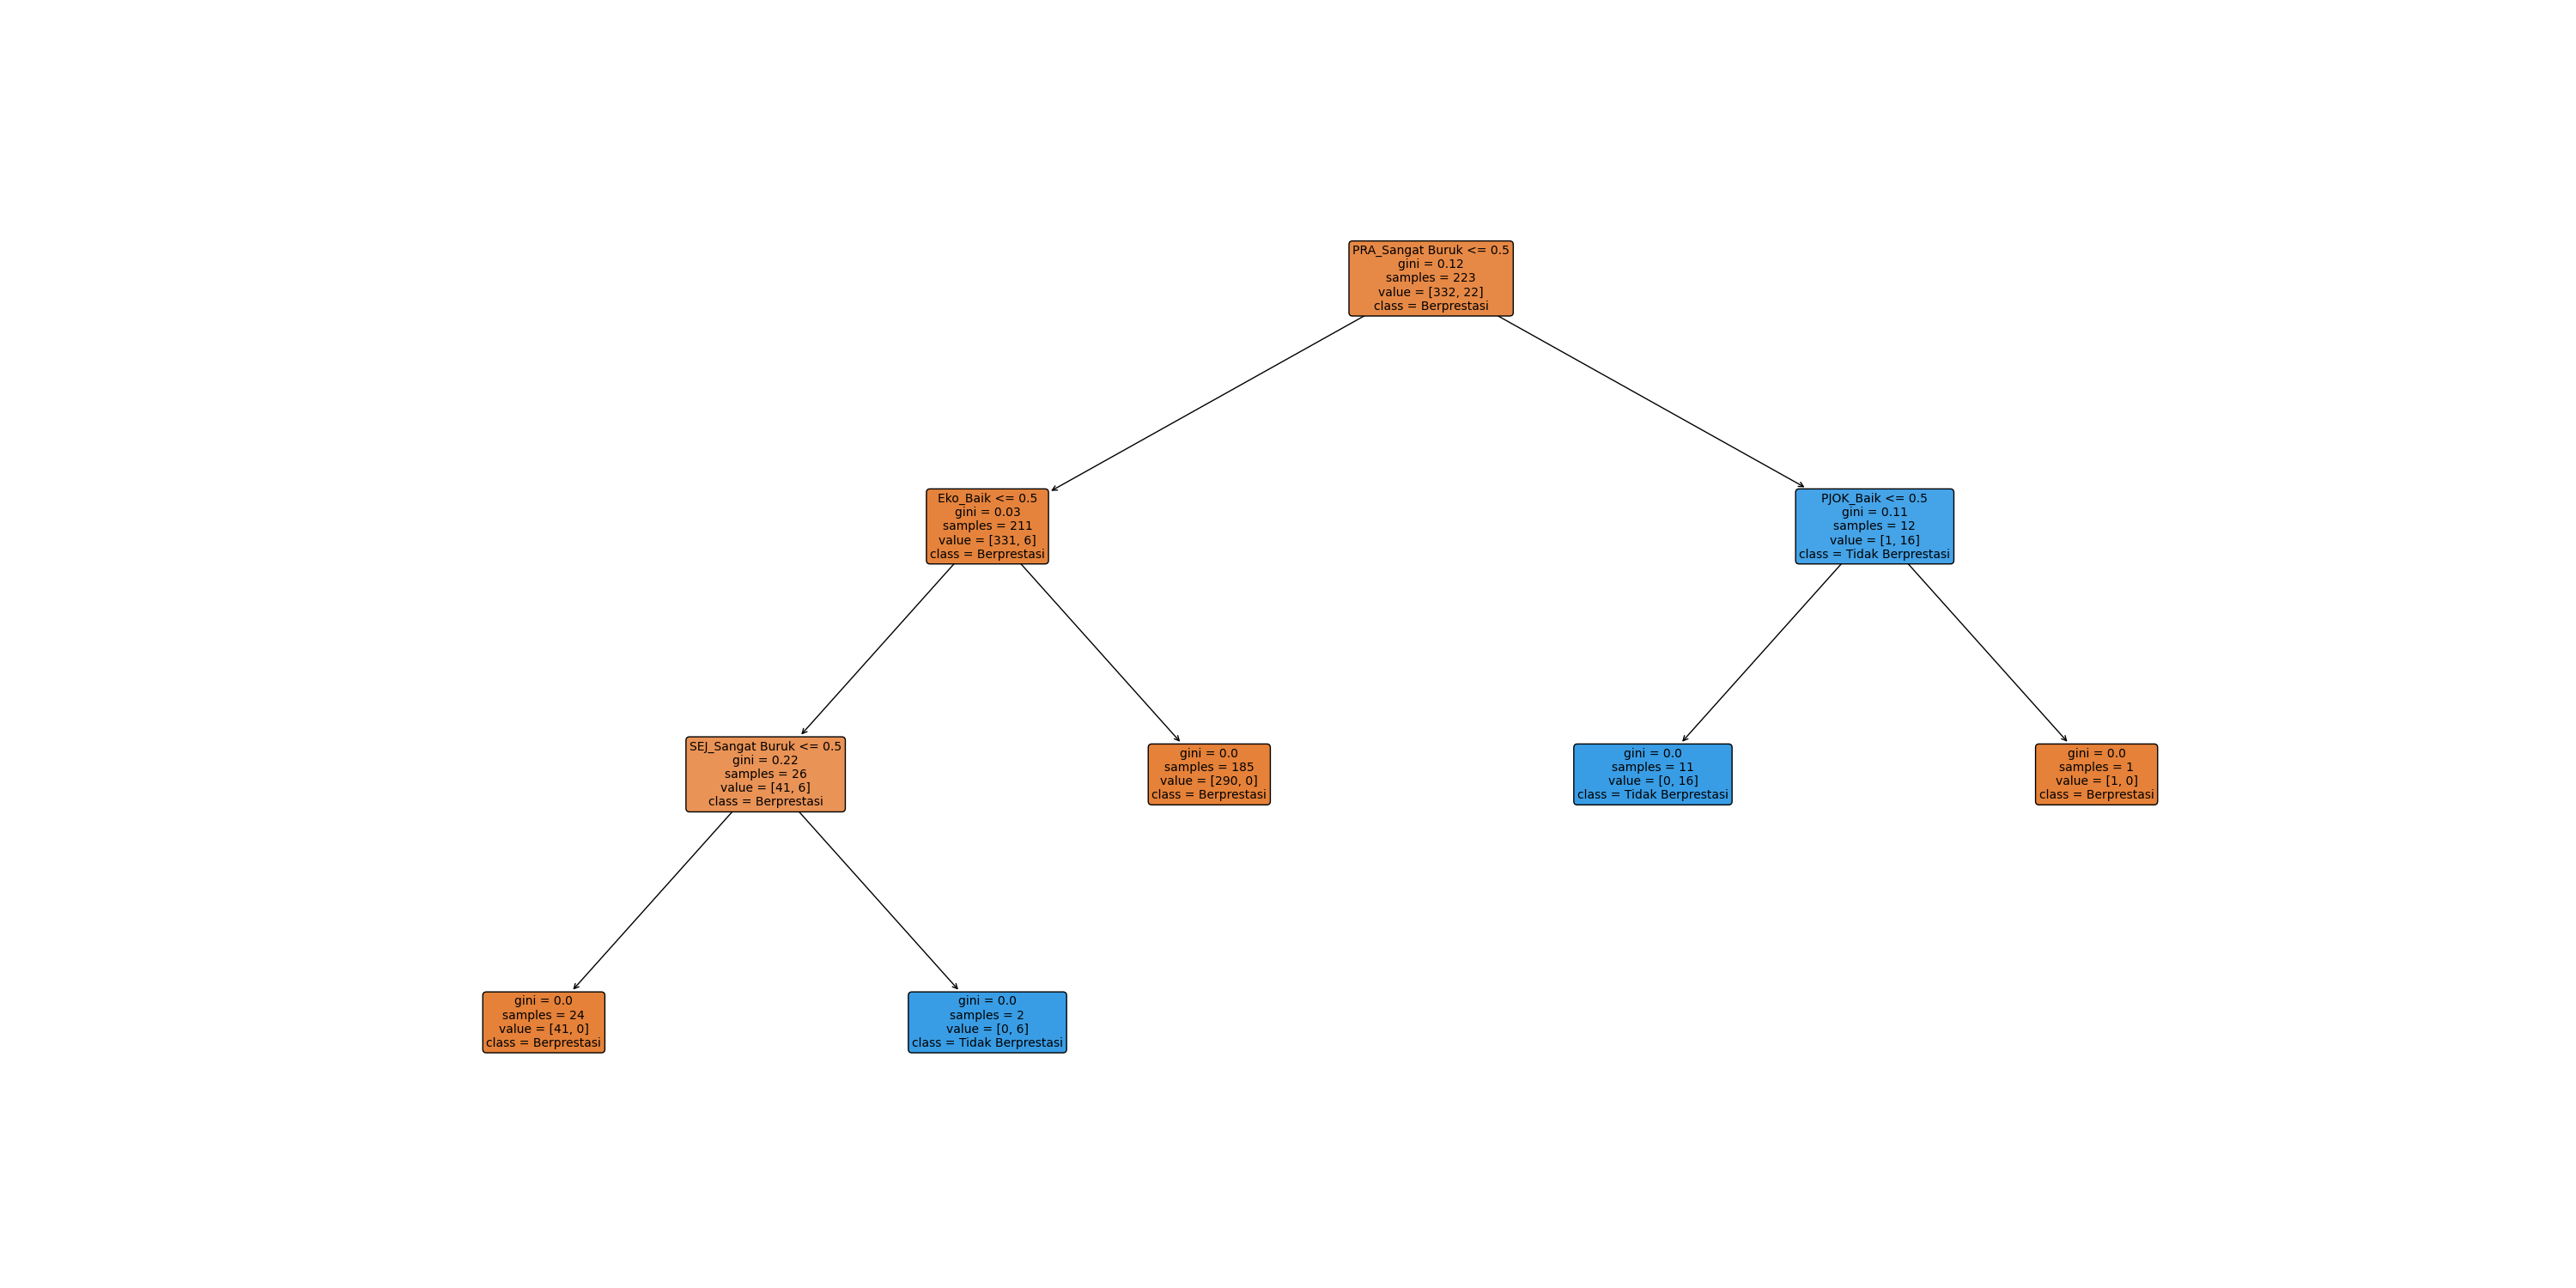 PRA_Sangat Buruk <= 0.5
gini = 0.12
samples = 223
value = [332, 22]
class = Berprestasi
Eko_Baik <= 0.5
gini = 0.03
samples = 211
value = [331, 6]
class = Berprestasi
PJOK_Baik <= 0.5
gini = 0.11
samples = 12
value = [1, 16]
class = Tidak Berprestasi
SEJ_Sangat Buruk <= 0.5
gini = 0.22
samples = 26
value = [41, 6]
class = Berprestasi
gini = 0.0
samples = 185
value = [290, 0]
class = Berprestasi
gini = 0.0
samples = 11
value = [0, 16]
class = Tidak Berprestasi
gini = 0.0
samples = 1
value = [1, 0]
class = Berprestasi
gini = 0.0
samples = 24
value = [41, 0]
class = Berprestasi
gini = 0.0
samples = 2
value = [0, 6]
class = Tidak Berprestasi